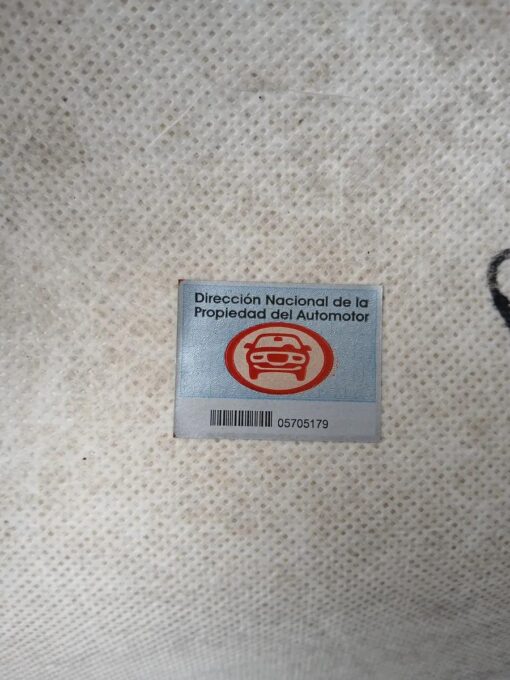 Dirección Nacional de la
Propiedad del Automotor
05705179